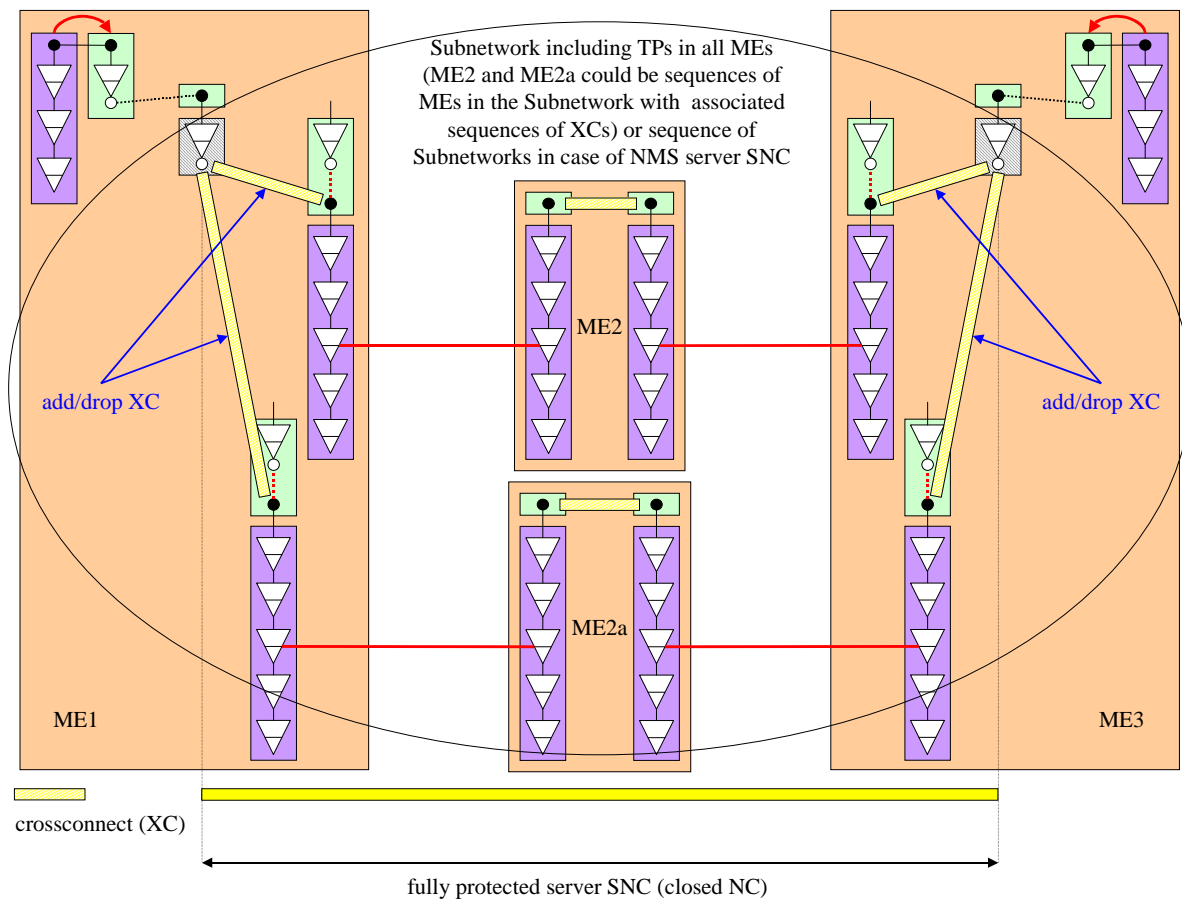 Subnetwork including TPs in all MEs
(ME2 and ME2a could be sequences of
MEs in the Subnetwork with associated
sequences of XCs) or sequence of
Subnetworks in case of NMS server SNC
ME2
add/drop XC
add/drop XC
ME2a
ME1
ME3
crossconnect (XC)
fully protected server SNC (closed NC)